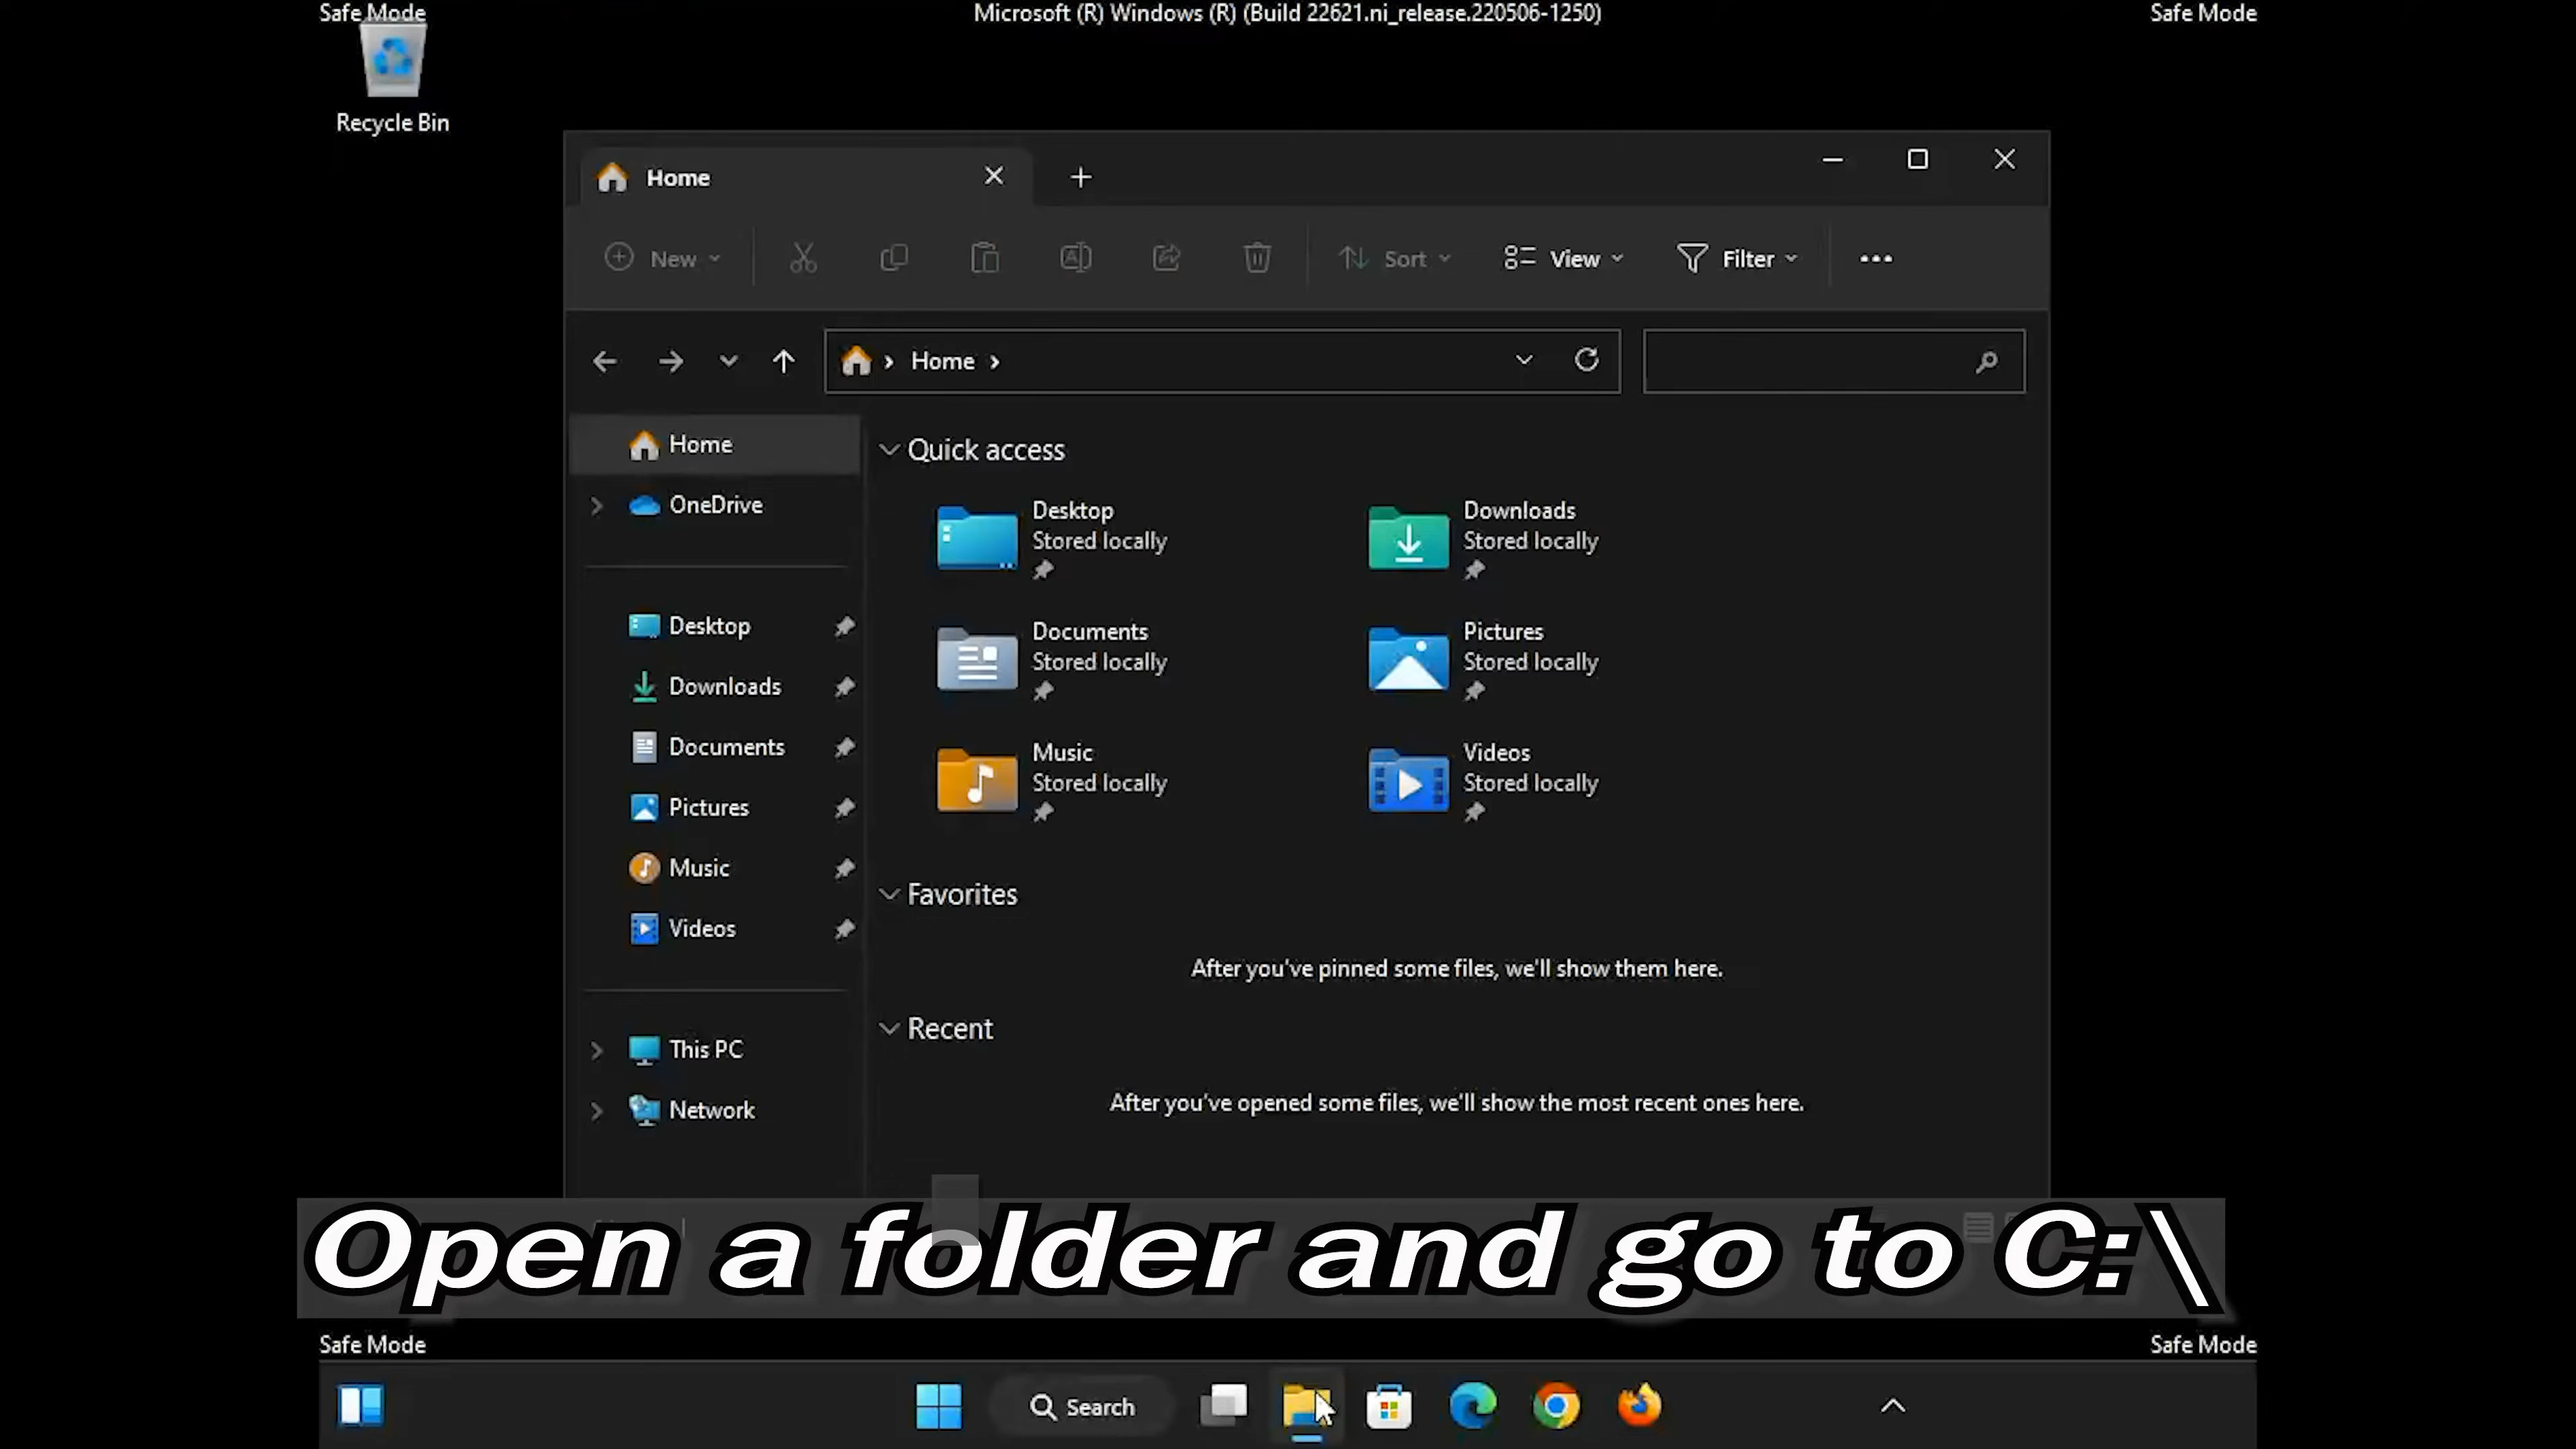 Safe Mode
Microsoft (R) Windows (R) (Build 22621.ni_release.220506-1250)
Safe Mode
Recycle Bin
Home
New
Sort
View
Filter
Home
Home
OneDrive
Desktop
Downloads
Documents
Pictures
Music
Videos
This PC
Network
Quick access
Desktop
Stored locally
Downloads
Stored locally
Documents
Stored locally
Pictures
Stored locally
Music
Stored locally
Videos
Stored locally
Favorites
After you've pinned some files, we'll show them here.
Recent
After you've opened some files, we'll show the most recent ones here.
Open a folder and go to C:\
Safe Mode
Safe Mode
Search